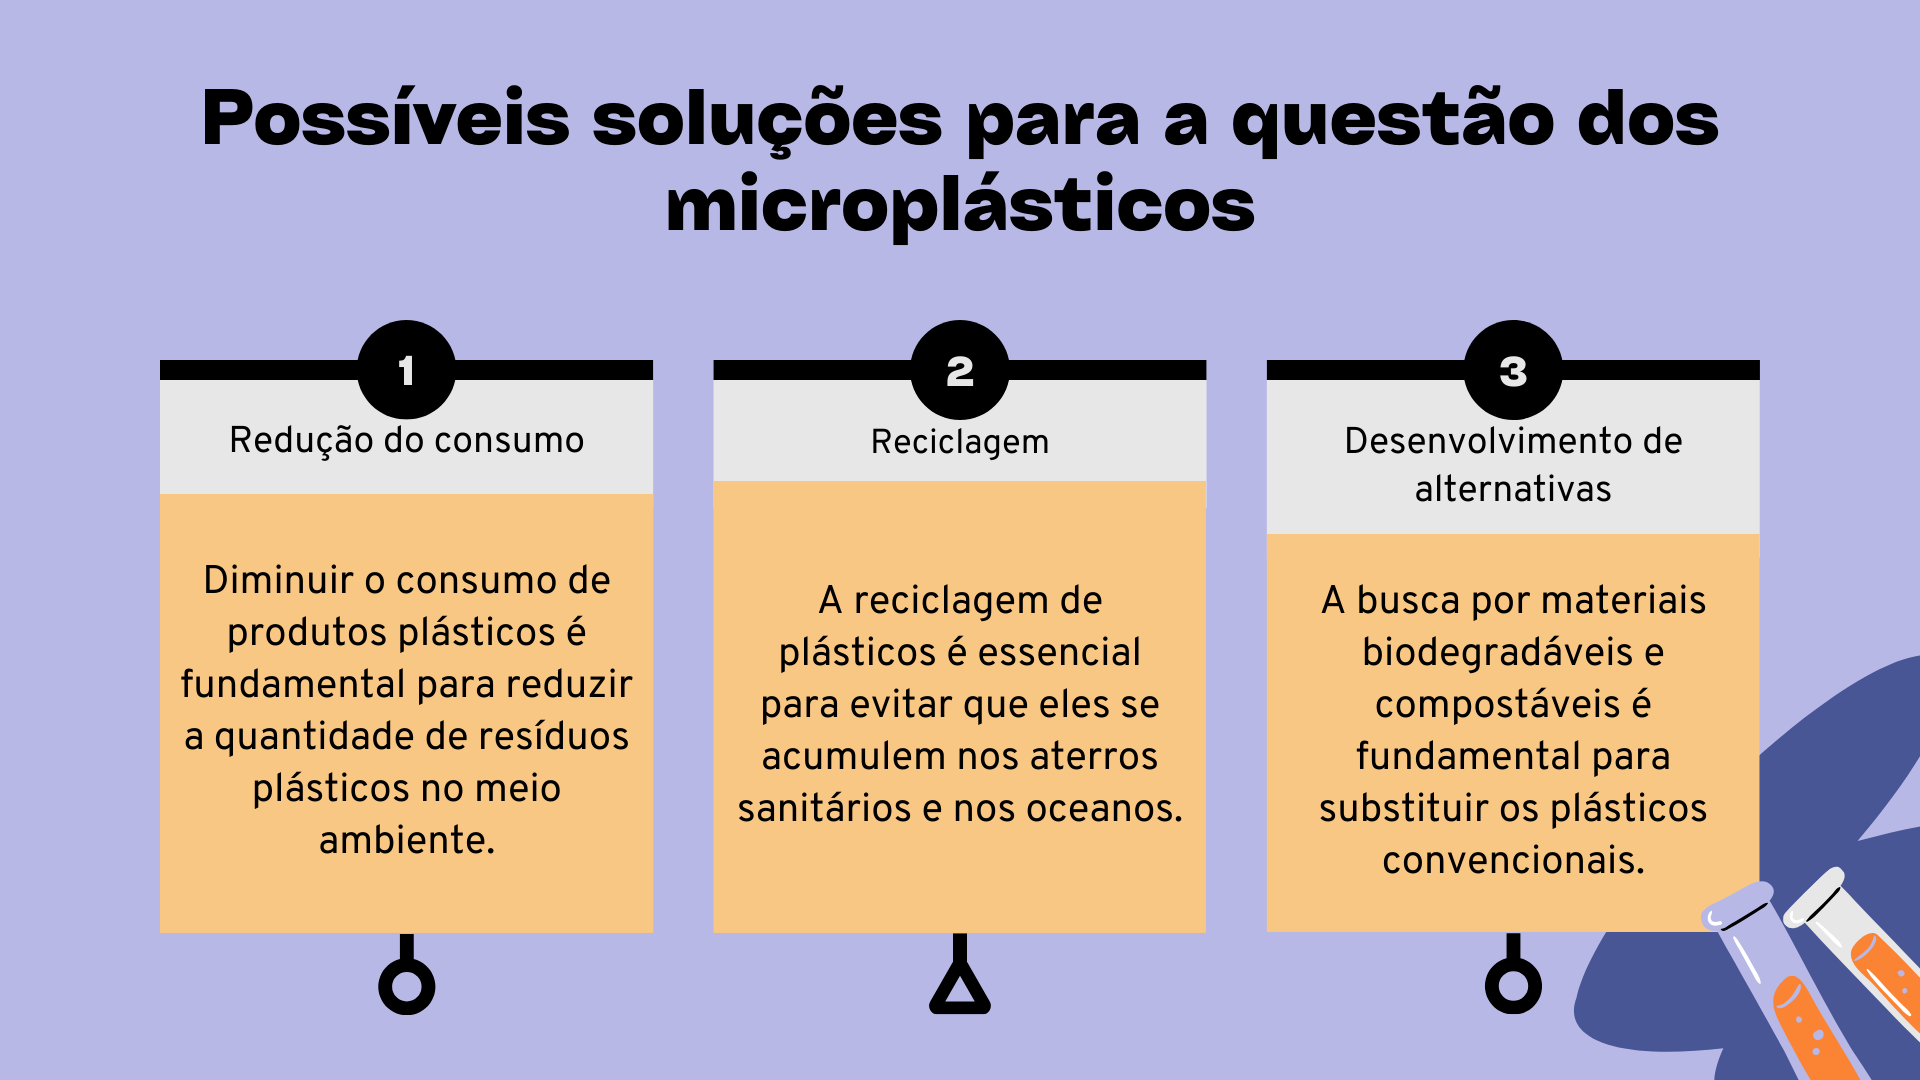 Possíveis soluções para a questão dos
microplásticos
1
Redução do consumo
Diminuir o consumo de
produtos plásticos é
fundamental para reduzir
a quantidade de resíduos
plásticos no meio
ambiente.
2
Reciclagem
A reciclagem de
plásticos é essencial
para evitar que eles se
acumulem nos aterros
sanitários e nos oceanos.
3
Desenvolvimento de
alternativas
A busca por materiais
biodegradáveis e
compostáveis é
fundamental para
substituir os plásticos
convencionais.